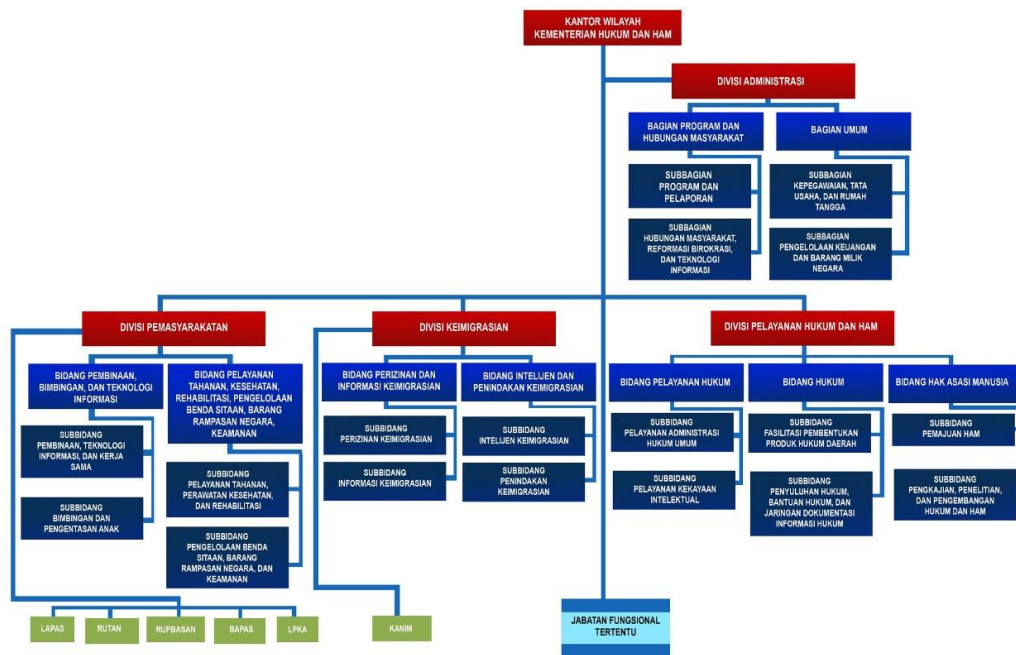 KANTOR WILAYAH
KEMENTERIAN HUKUM DAN HAM
DIVISI ADMINISTRASI
BAGIAN PROGRAM DAN
HUBUNGAN MASYARAKAT
BAGIAN UMUM
SUBBAGIAN
PROGRAM DAN
PELAPORAN
SUBBAGIAN
KEPEGAWAIAN, TATA
USAHA, DAN RUMAH
TANGGA
SUBBAGIAN
HUBUNGAN MASYARAKAT,
REFORMASI BIROKRASI,
DAN TEKNOLOGI
INFORMASI
SUBBAGIAN
PENGELOLAAN KEUANGAN
DAN BARANG MILIK
NEGARA
DIVISI PEMASYARAKATAN
DIVISI KEIMIGRASIAN
DIVISI PELAYANAN HUKUM DAN HAM
BIDANG PEMBINAAN,
BIMBINGAN, DAN TEKNOLOGI
INFORMASI
BIDANG PELAYANAN
TAHANAN, KESEHATAN,
REHABILITASI, PENGELOLAAN
BENDA SITAAN, BARANG
RAMPASAN NEGARA,
KEAMANAN
BIDANG PERIZINAN DAN
INFORMASI KEIMIGRASIAN
BIDANG INTELIJEN DAN
PENINDAKAN KEIMIGRASIAN
BIDANG PELAYANAN HUKUM
BIDANG HUKUM
BIDANG HAK ASASI MANUSIA
SUBBIDANG
PEMBINAAN, TEKNOLOGI
INFORMASI, DAN KERJA
SAMA
SUBBIDANG
PERIZINAN KEIMIGRASIAN
SUBBIDANG
INTELIJEN KEIMIGRASIAN
SUBBIDANG
PELAYANAN ADMINISTRASI
HUKUM UMUM
SUBBIDANG
FASILITASI PEMBENTUKAN
PRODUK HUKUM DAERAH
SUBBIDANG
PEMAJUAN HAM
SUBBIDANG
BIMBINGAN DAN
PENGENTASAN ANAK
SUBBIDANG
PELAYANAN TAHANAN,
PERAWATAN KESEHATAN,
DAN REHABILITASI
SUBBIDANG
INFORMASI KEIMIGRASIAN
SUBBIDANG
PENINDAKAN
KEIMIGRASIAN
SUBBIDANG
PELAYANAN KEKAYAAN
INTELEKTUAL
SUBBIDANG
PENYULUHAN HUKUM,
BANTUAN HUKUM, DAN
JARINGAN DOKUMENTASI
INFORMASI HUKUM
SUBBIDANG
PENGKAJIAN, PENELITIAN,
DAN PENGEMBANGAN
HUKUM DAN HAM
SUBBIDANG
PENGELOLAAN BENDA
SITAAN, BARANG
RAMPASAN NEGARA, DAN
KEAMANAN
LAPAS
RUTAN
RUPBASAN
BAPAS
LPKA
KANIM
JABATAN FUNGSIONAL
TERTENTU